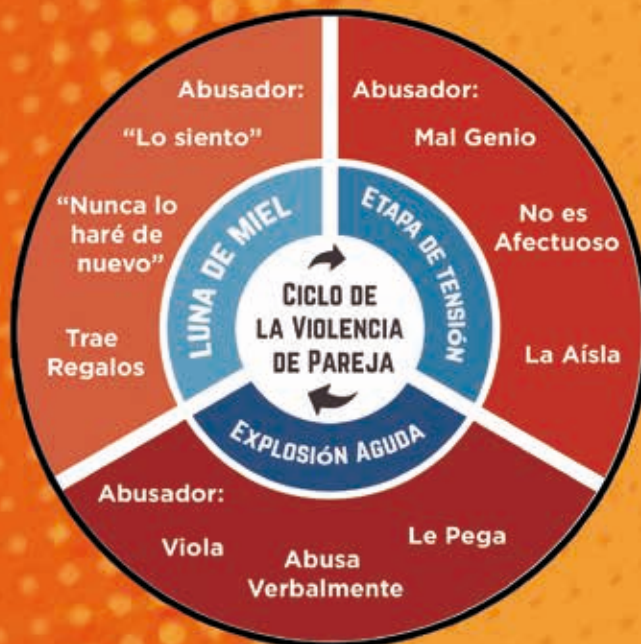 CICLO DE
LA VIOLENCIA
DE PAREJA
ETAPA DE TENSIÓN
Abusador:
Mal Genio
No es
Afectuoso
La Aísla
EXPLOSIÓN AGUDA
Abusador:
Viola
Abusa
Verbalmente
Le Pega
LUNA DE MIEL
Abusador:
“Lo siento”
“Nunca lo
haré de
nuevo”
Trae
Regalos